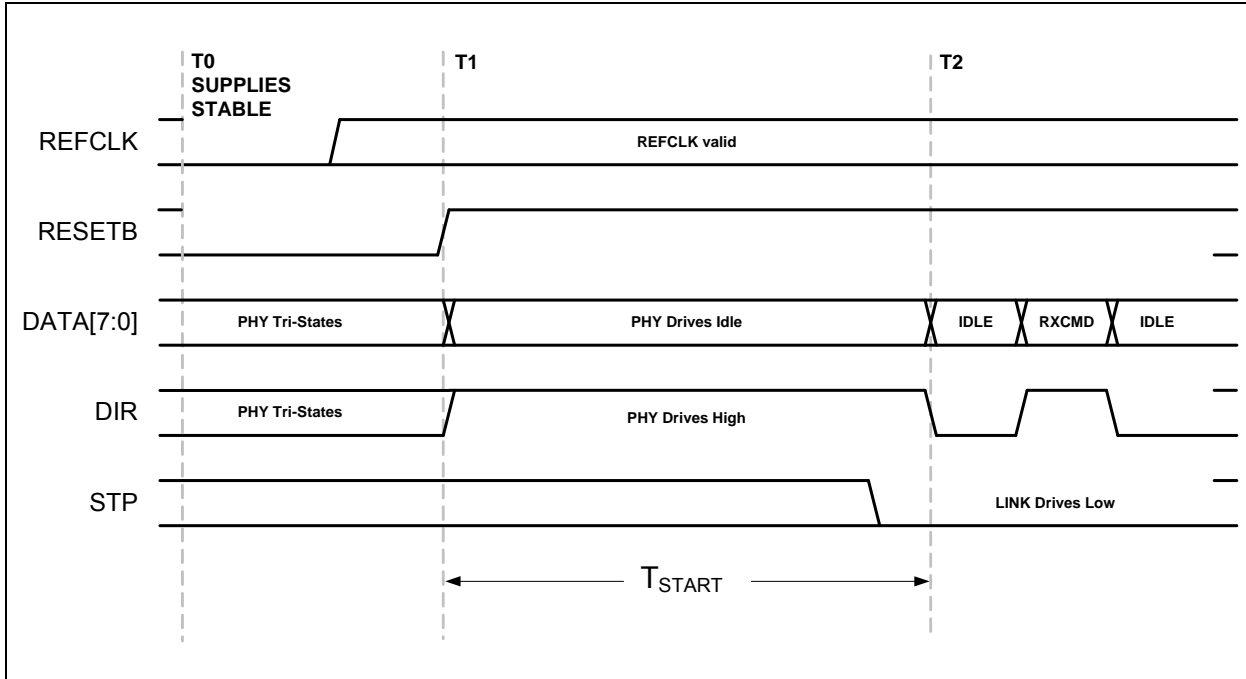 T0
SUPPLIES
STABLE
T1
T2
REFCLK
REFCLK valid
RESETB
DATA[7:0]
PHY Tri-States
PHY Drives Idle
IDLE
RXCMD
IDLE
DIR
PHY Tri-States
PHY Drives High
STP
LINK Drives Low
TSTART